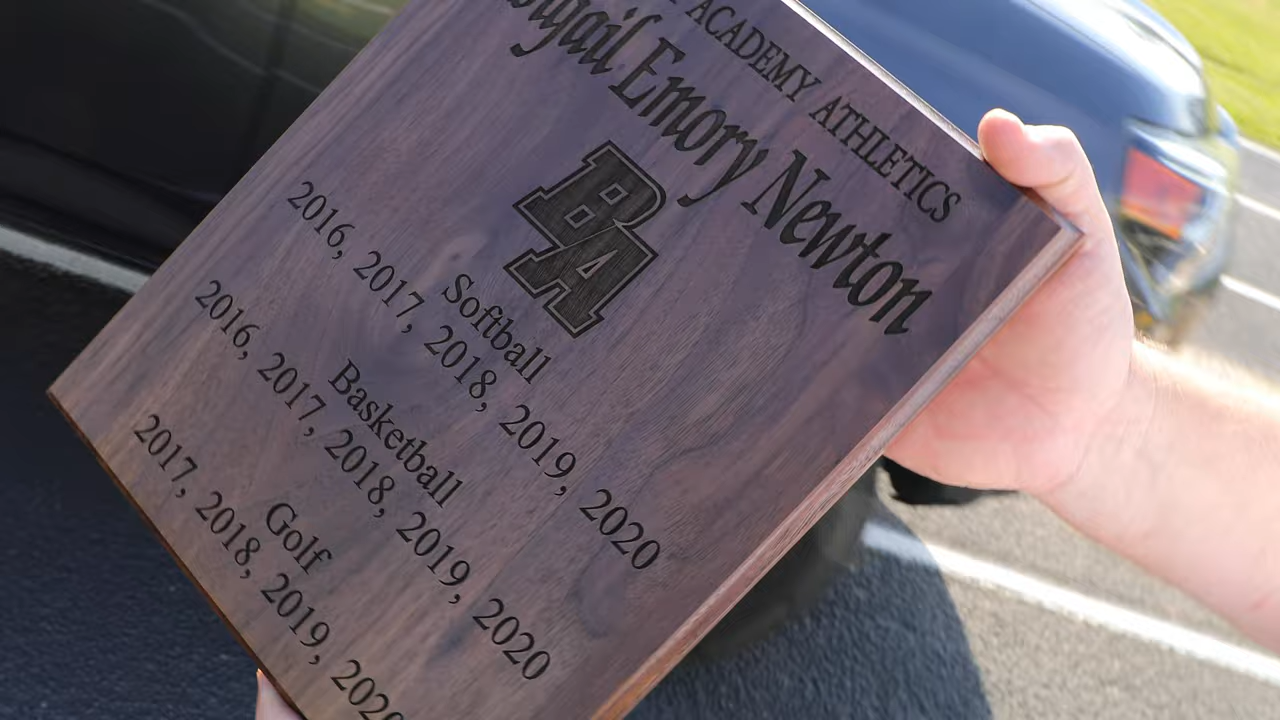 ACADEMY ATHLETICS
Emory Newton
BA
Softball
2016, 2017, 2018, 2019, 2020
Basketball
2016, 2017, 2018, 2019, 2020
Golf
2017, 2018, 2019, 2020